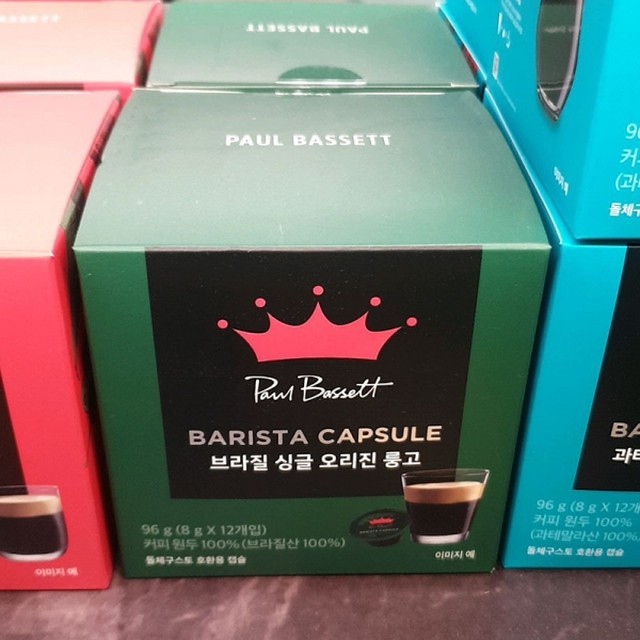 PAUL BASSETT
PAUL BASSETT
Paul Bassett
BARISTA CAPSULE
브라질 싱글 오리진 룽고
96 g (8 g X 12개입)
커피 원두 100% (브라질산 100%)
돌체구스토 호환용 캡슐
이미지 예
이미지 예
96
커피
(과테
돌체구
BA
과테
96 g (8 g X 12개
커피 원두 100%
(과테말라산 100%
돌체구스토 호환용 캡슐